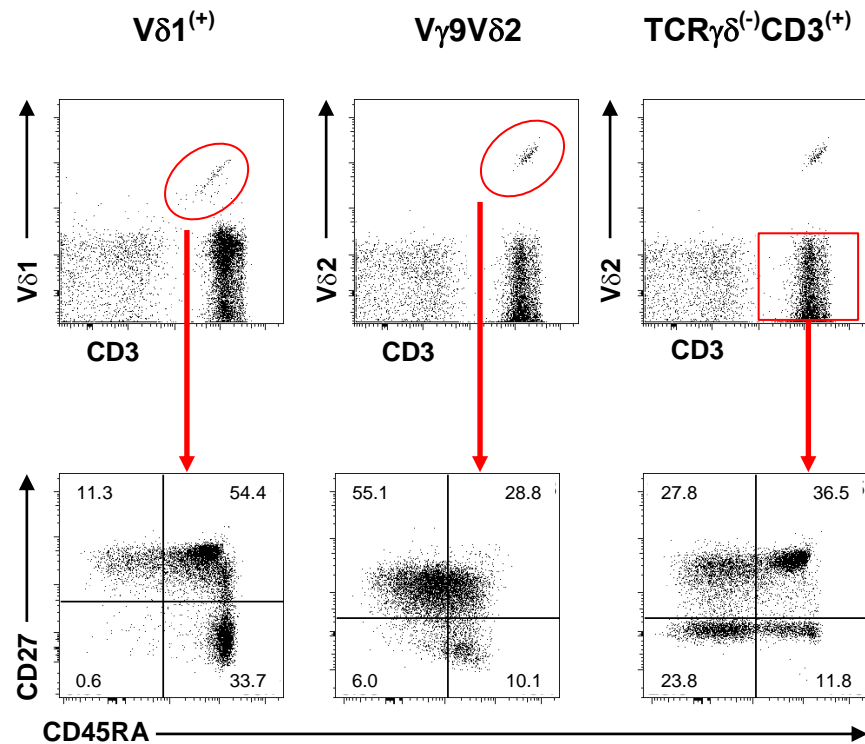 Vδ1(+) Vγ9Vδ2 TCRγδ(-)CD3(+)
Vδ1 Vδ2 Vδ2
CD3 CD3 CD3
11.3 54.4 55.1 28.8 27.8 36.5
CD27
0.6 33.7 6.0 10.1 23.8 11.8
CD45RA